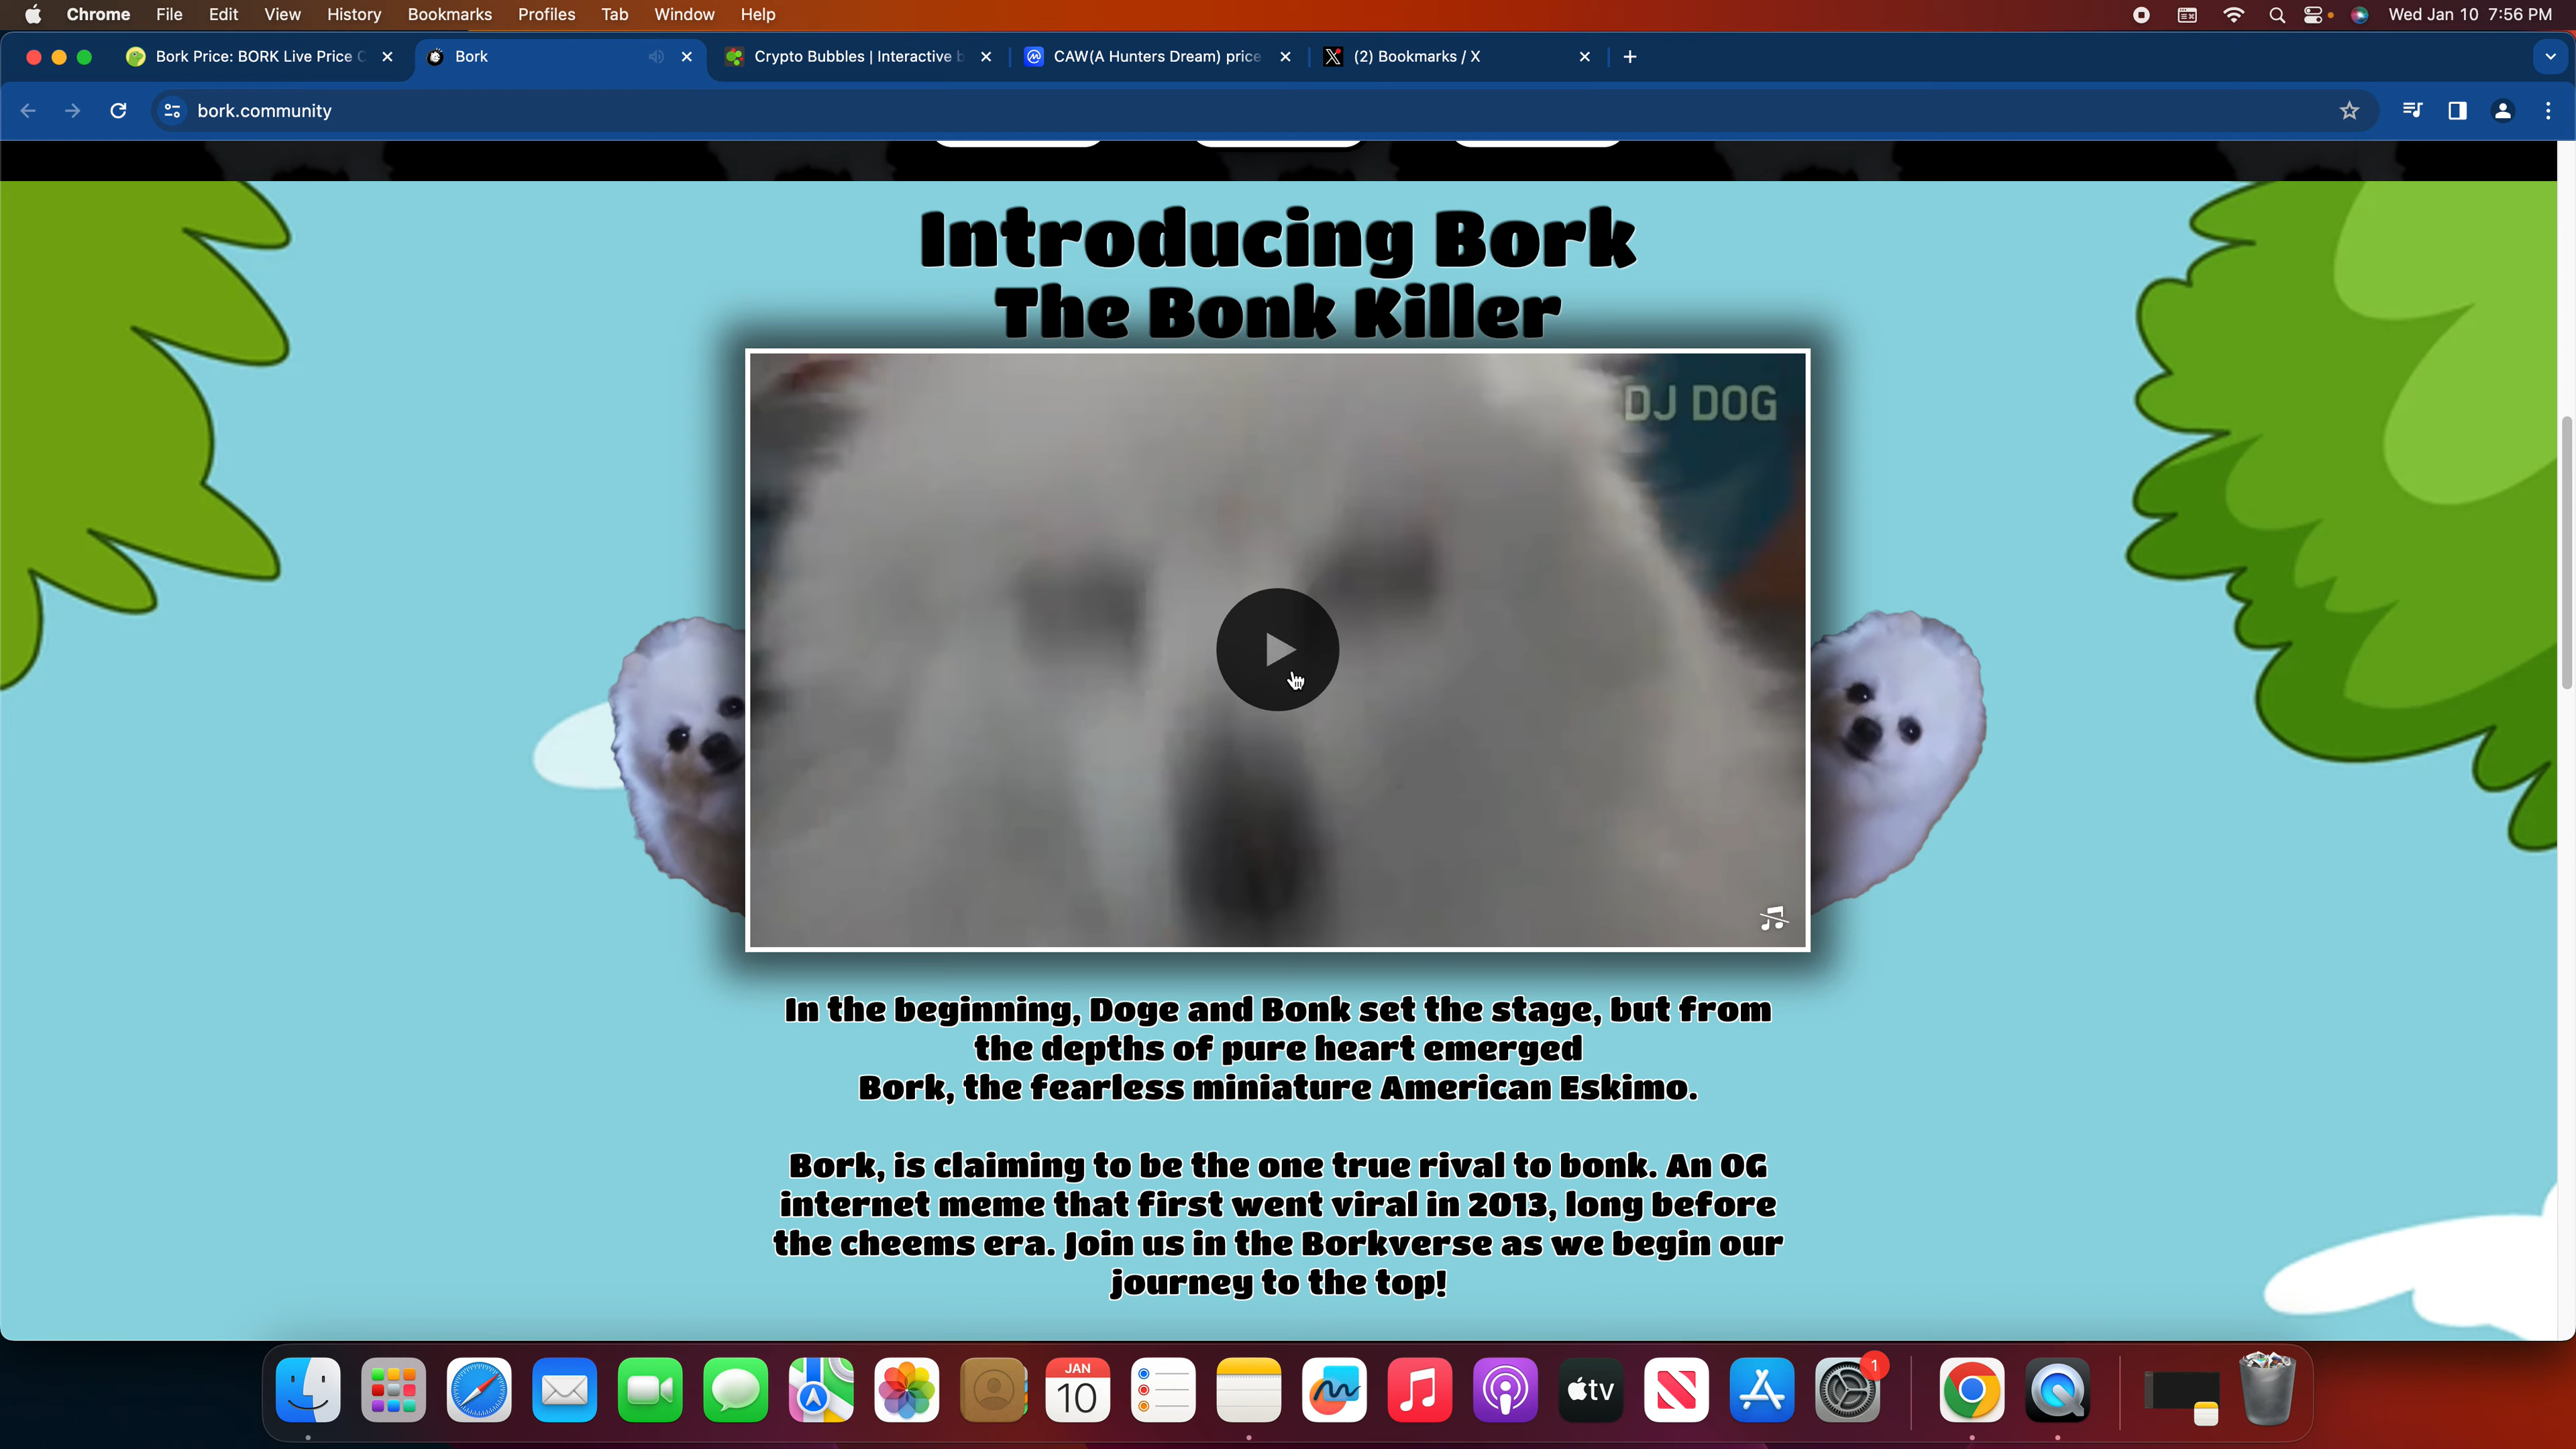 Chrome File Edit View History Bookmarks Profiles Tab Window Help Wed Jan 10 7:56 PM
Bork Price: BORK Live Price Bork Crypto Bubbles | Interactive CAW(A Hunters Dream) price (2) Bookmarks / X
bork.community
Introducing Bork
The Bonk Killer
DJ DOG
In the beginning, Doge and Bonk set the stage, but from
the depths of pure heart emerged
Bork, the fearless miniature American Eskimo.
Bork, is claiming to be the one true rival to bonk. An OG
internet meme that first went viral in 2013, long before
the cheems era. Join us in the Borkverse as we begin our
journey to the top!
JAN
10
tv
1